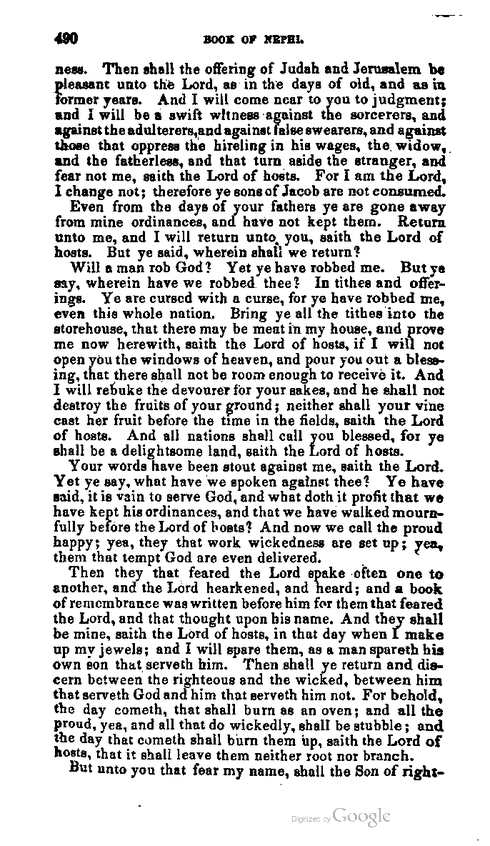 490 BOOK OF NEPHI.
ness. Then shall the offering of Judah and Jerusalem be
pleasant unto the Lord, as in the days of old, and as in
former years. And I will come near to you to judgment;
and I will be a swift witness against the sorcerers, and
against the adulterers, and against false swearers, and against
those that oppress the hireling in his wages, the widow,
and the fatherless, and that turn aside the stranger, and
fear not me, saith the Lord of hosts. For I am the Lord,
I change not; therefore ye sons of Jacob are not consumed.
Even from the days of your fathers ye are gone away
from mine ordinances, and have not kept them. Return
unto me, and I will return unto you, saith the Lord of
hosts. But ye said, wherein shall we return?
Will a man rob God? Yet ye have robbed me. But ye
say, wherein have we robbed thee? In tithes and offer-
ings. Ye are cursed with a curse, for ye have robbed me,
even this whole nation. Bring ye all the tithes into the
storehouse, that there may be meat in my house, and prove
me now herewith, saith the Lord of hosts, if I will not
open you the windows of heaven, and pour you out a bless-
ing, that there shall not be room enough to receive it. And
I will rebuke the devourer for your sakes, and he shall not
destroy the fruits of your ground; neither shall your vine
cast her fruit before the time in the fields, saith the Lord
of hosts. And all nations shall call you blessed, for ye
shall be a delightsome land, saith the Lord of hosts.
Your words have been stout against me, saith the Lord.
Yet ye say, what have we spoken against thee? Ye have
said, it is vain to serve God, and what doth it profit that we
have kept his ordinances, and that we have walked mourn-
fully before the Lord of hosts? And now we call the proud
happy; yea, they that work wickedness are set up; yea,
them that tempt God are even delivered.
Then they that feared the Lord spake often one to
another, and the Lord hearkened, and heard; and a book
of remembrance was written before him for them that feared
the Lord, and that thought upon his name. And they shall
be mine, saith the Lord of hosts, in that day when I make
up my jewels; and I will spare them, as a man spareth his
own son that serveth him. Then shall ye return and dis-
cern between the righteous and the wicked, between him
that serveth God and him that serveth him not. For behold,
the day cometh, that shall burn as an oven; and all the
proud, yea, and all that do wickedly, shall be stubble; and
the day that cometh shall burn them up, saith the Lord of
hosts, that it shall leave them neither root nor branch.
But unto you that fear my name, shall the Son of right-
Digitized by Google